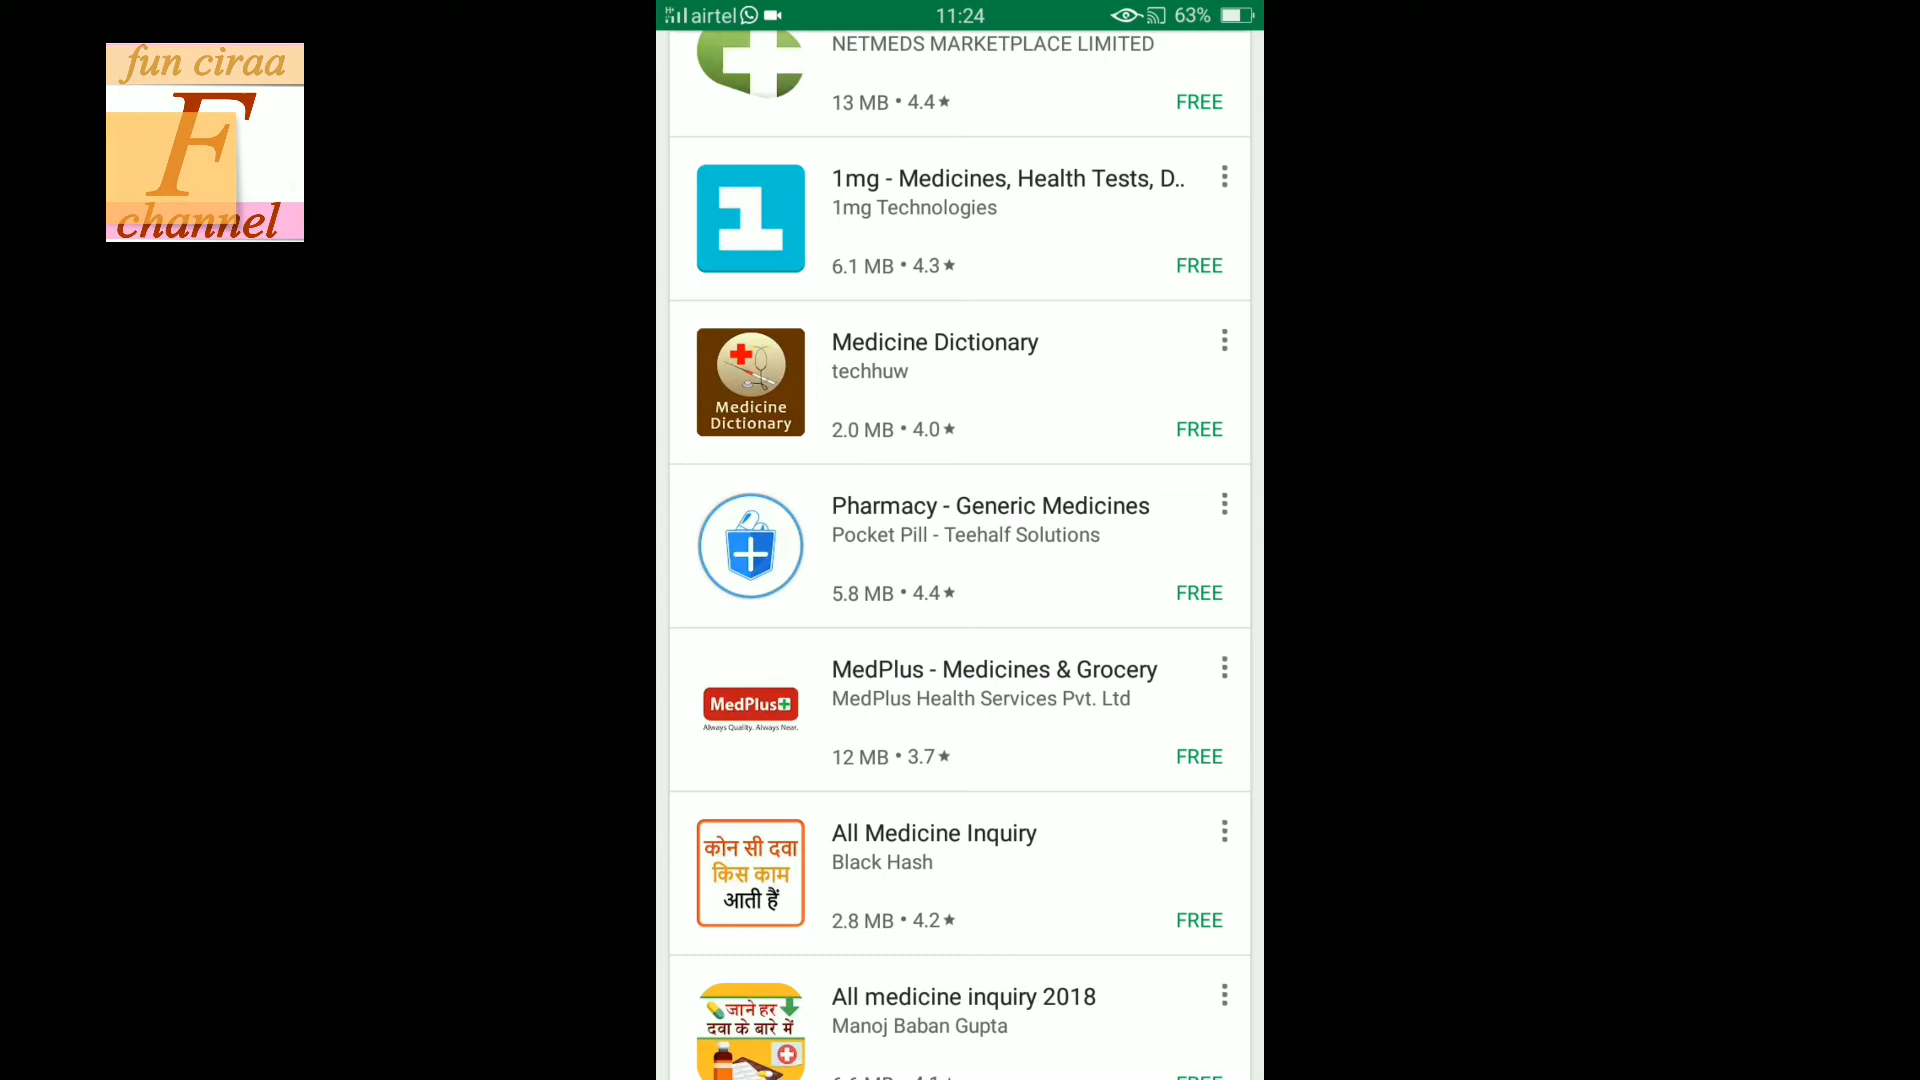 fun ciraa
F
channel
airtel 11:24 63%
NETMEDS MARKETPLACE LIMITED
13 MB • 4.4★ FREE
1mg - Medicines, Health Tests, D..
1mg Technologies
6.1 MB • 4.3★ FREE
Medicine Dictionary
techhuw
Medicine
Dictionary
2.0 MB • 4.0★ FREE
Pharmacy - Generic Medicines
Pocket Pill - Teehalf Solutions
5.8 MB • 4.4★ FREE
MedPlus - Medicines & Grocery
MedPlus Health Services Pvt. Ltd
MedPlus
Always Quality. Always Near.
12 MB • 3.7★ FREE
All Medicine Inquiry
Black Hash
कोन सी दवा
किस काम
आती हैं
2.8 MB • 4.2★ FREE
All medicine inquiry 2018
Manoj Baban Gupta
जाने हर
दवा के बारे में